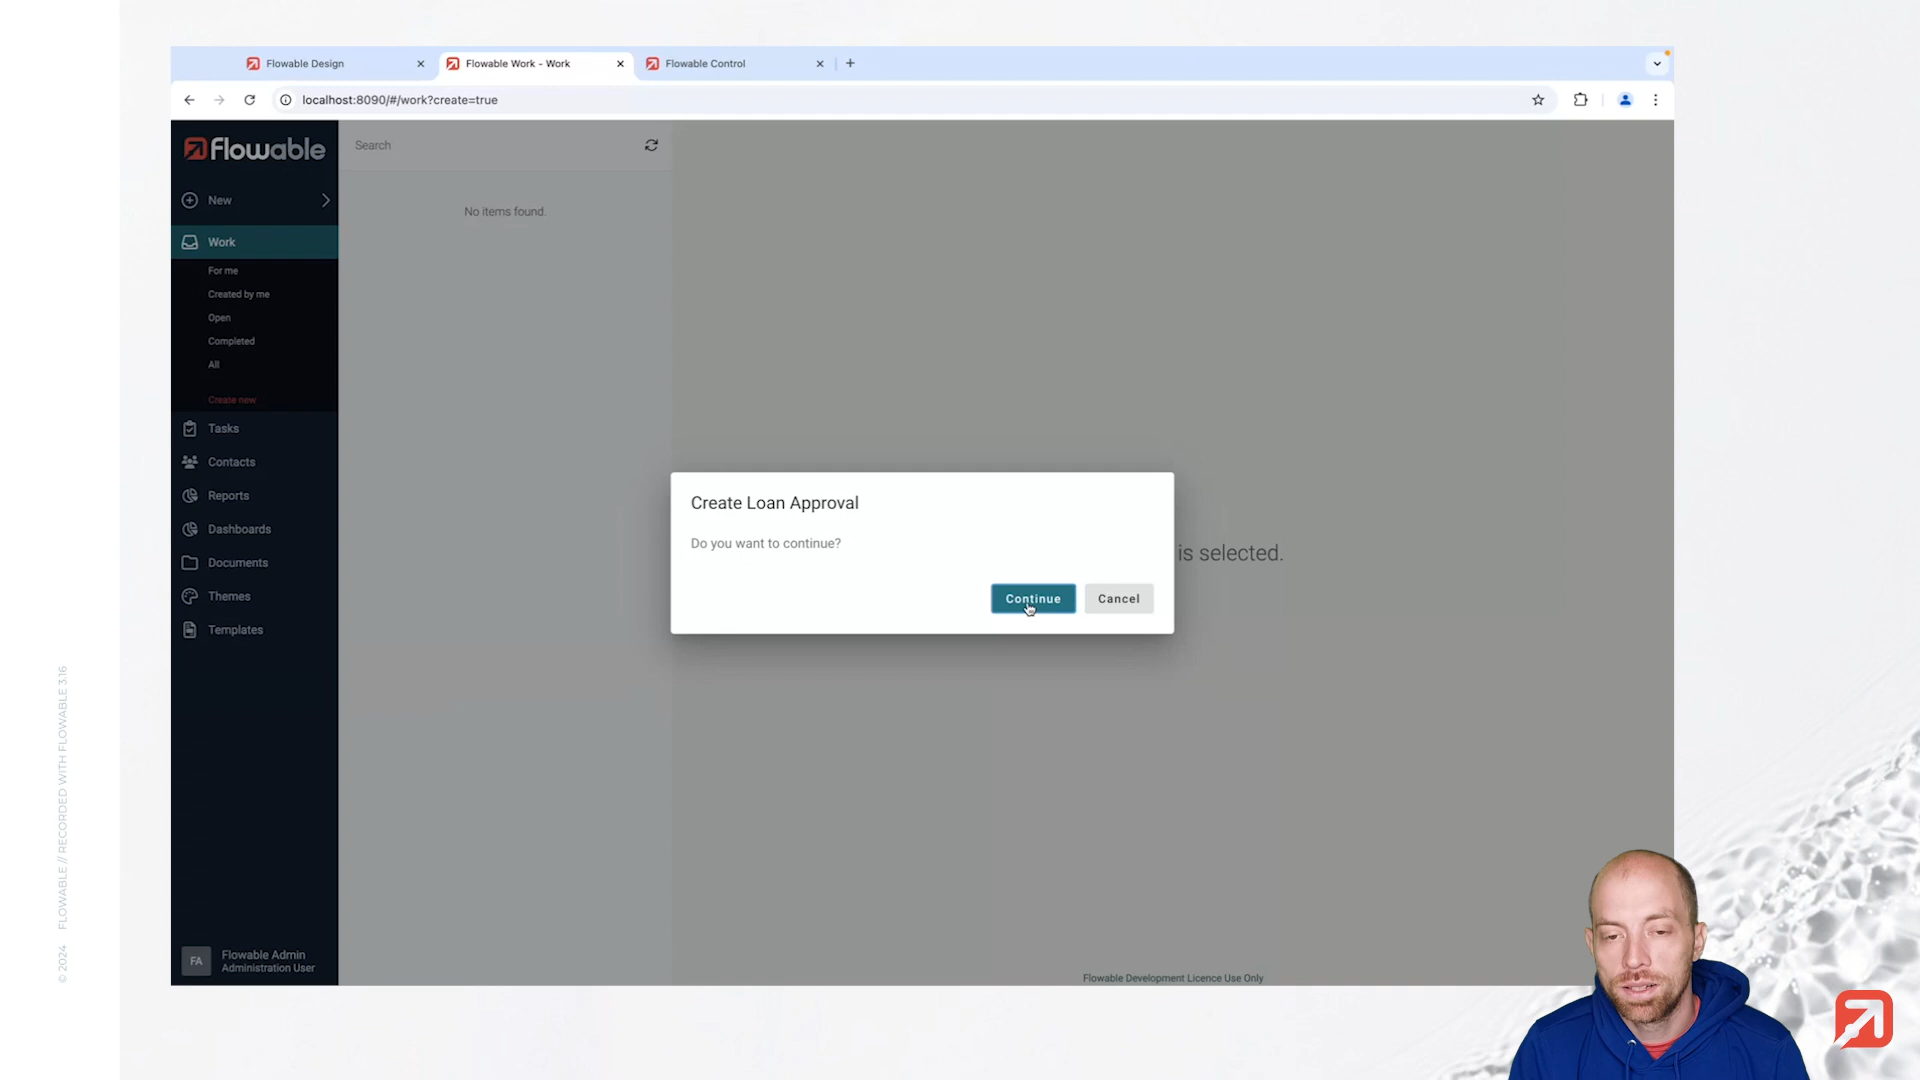 Flowable Design
Flowable Work - Work
Flowable Control
localhost:8090/#/work?create=true
Flowable
Search
New
No items found.
Work
For me
Created by me
Open
Completed
All
Create new
Tasks
Contacts
Reports
Dashboards
Documents
Themes
Templates
Create Loan Approval
Do you want to continue?
is selected.
Continue
Cancel
FA
Flowable Admin
Administration User
Flowable Development Licence Use Only
© 2024 FLOWABLE // RECORDED WITH FLOWABLE 3.16